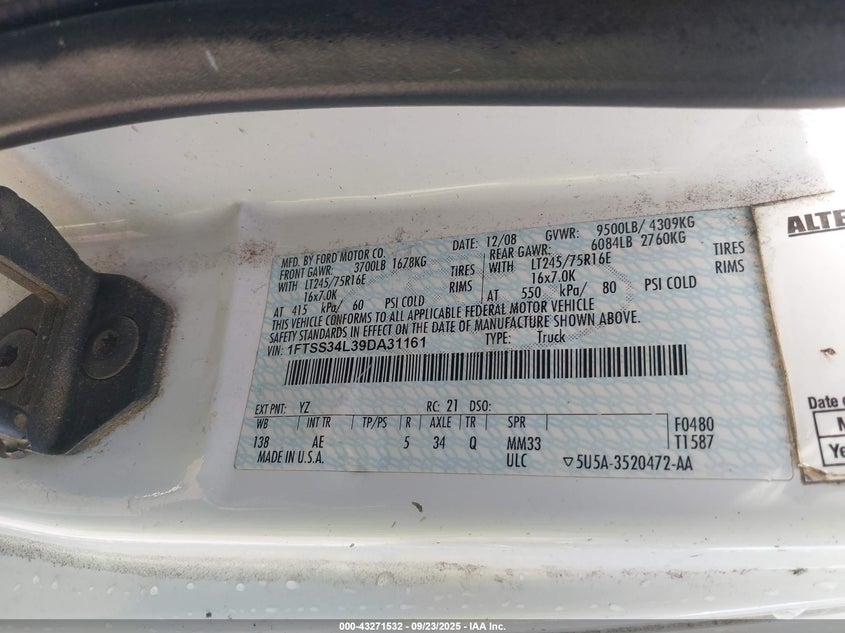 MFD. BY FORD MOTOR CO. DATE: 12/08 GVWR: 9500LB/ 4309KG
FRONT GAWR: 3700LB 1678KG REAR GAWR: 6084LB 2760KG
WITH LT245/75R16E TIRES WITH LT245/75R16E TIRES
16x7.0K RIMS 16x7.0K RIMS
AT 415 kPa/ 60 PSI COLD AT 550 kPa/ 80 PSI COLD
THIS VEHICLE CONFORMS TO ALL APPLICABLE FEDERAL MOTOR VEHICLE
SAFETY STANDARDS IN EFFECT ON THE DATE OF MANUFACTURE SHOWN ABOVE.
VIN: 1FTSS34L39DA31161 TYPE: Truck
EXT PNT: YZ RC: 21 DSO:
WB INT TR TP/PS R AXLE TR SPR F0480
138 AE 5 34 Q MM33 T1587
MADE IN U.S.A. ULC ▽5U5A-3520472-AA
ALTE
Date o
Ye
000-43271532 - 09/23/2025 - IAA Inc.